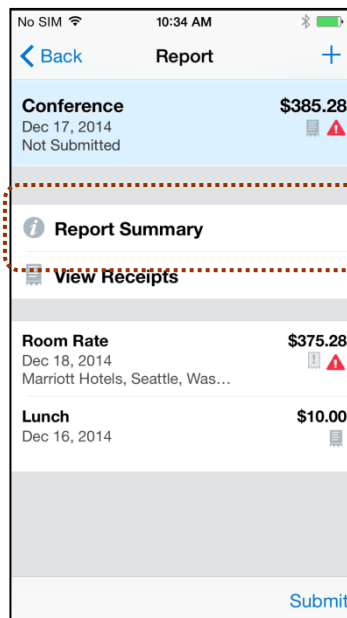 No SIM 10:34 AM
Back Report +
Conference $385.28
Dec 17, 2014
Not Submitted
Report Summary
View Receipts
Room Rate $375.28
Dec 18, 2014
Marriott Hotels, Seattle, Was...
Lunch $10.00
Dec 16, 2014
Submit